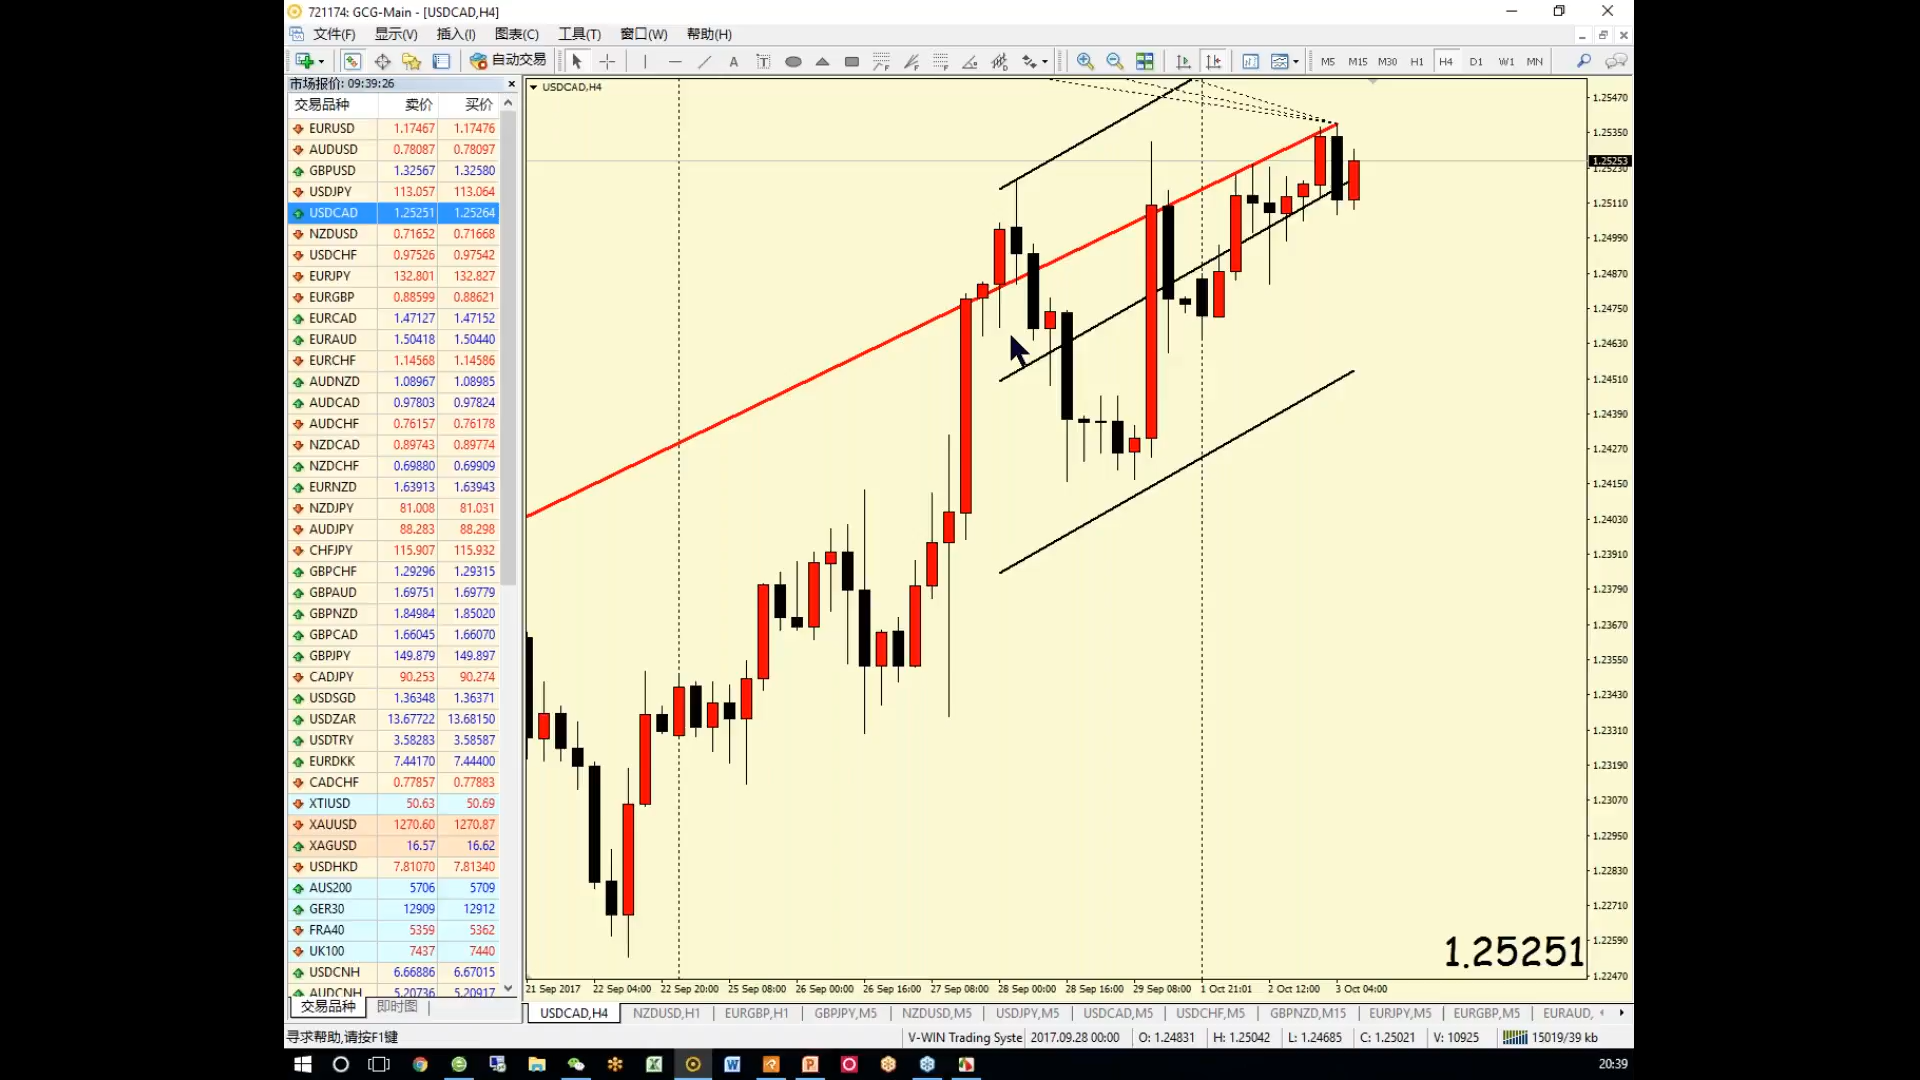 721174: GCG-Main - [USDCAD,H4]
文件(F) 显示(V) 插入(I) 图表(C) 工具(T) 窗口(W) 帮助(H)
自动交易 M5 M15 M30 H1 H4 D1 W1 MN
市场报价: 09:39:26
交易品种 卖价 买价
EURUSD 1.17467 1.17476
AUDUSD 0.78087 0.78097
GBPUSD 1.32567 1.32580
USDJPY 113.057 113.064
USDCAD 1.25251 1.25264
NZDUSD 0.71652 0.71668
USDCHF 0.97526 0.97542
EURJPY 132.801 132.827
EURGBP 0.88599 0.88621
EURCAD 1.47127 1.47152
EURAUD 1.50418 1.50440
EURCHF 1.14568 1.14586
AUDNZD 1.08967 1.08985
AUDCAD 0.97803 0.97824
AUDCHF 0.76157 0.76178
NZDCAD 0.89743 0.89774
NZDCHF 0.69880 0.69909
EURNZD 1.63913 1.63943
NZDJPY 81.008 81.031
AUDJPY 88.283 88.298
CHFJPY 115.907 115.932
GBPCHF 1.29296 1.29315
GBPAUD 1.69751 1.69779
GBPNZD 1.84984 1.85020
GBPCAD 1.66045 1.66070
GBPJPY 149.879 149.897
CADJPY 90.253 90.274
USDSGD 1.36348 1.36371
USDZAR 13.67722 13.68150
USDTRY 3.58283 3.58587
EURDKK 7.44170 7.44400
CADCHF 0.77857 0.77883
XTIUSD 50.63 50.69
XAUUSD 1270.60 1270.87
XAGUSD 16.57 16.62
USDHKD 7.81070 7.81340
AUS200 5706 5709
GER30 12909 12912
FRA40 5359 5362
UK100 7437 7440
USDCNH 6.66886 6.67015
AUDCNH 5.20736 5.20917
交易品种 即时图
USDCAD,H4
1.25470
1.25350
1.25253
1.25230
1.25110
1.24990
1.24870
1.24750
1.24630
1.24510
1.24390
1.24270
1.24150
1.24030
1.23910
1.23790
1.23670
1.23550
1.23430
1.23310
1.23190
1.23070
1.22950
1.22830
1.22710
1.22590
1.22470
1.25251
21 Sep 2017 22 Sep 04:00 22 Sep 20:00 25 Sep 08:00 26 Sep 00:00 26 Sep 16:00 27 Sep 08:00 28 Sep 00:00 28 Sep 16:00 29 Sep 08:00 1 Oct 21:01 2 Oct 12:00 3 Oct 04:00
USDCAD,H4 NZDUSD,H1 EURGBP,H1 GBPJPY,M5 NZDUSD,M5 USDJPY,M5 USDCAD,M5 USDCHF,M5 GBPNZD,M15 EURJPY,M5 EURGBP,M5 EURAUD,
寻求帮助,请按F1键 V-WIN Trading Syste 2017.09.28 00:00 O: 1.24831 H: 1.25042 L: 1.24685 C: 1.25021 V: 10925 15019/39 kb
20:39